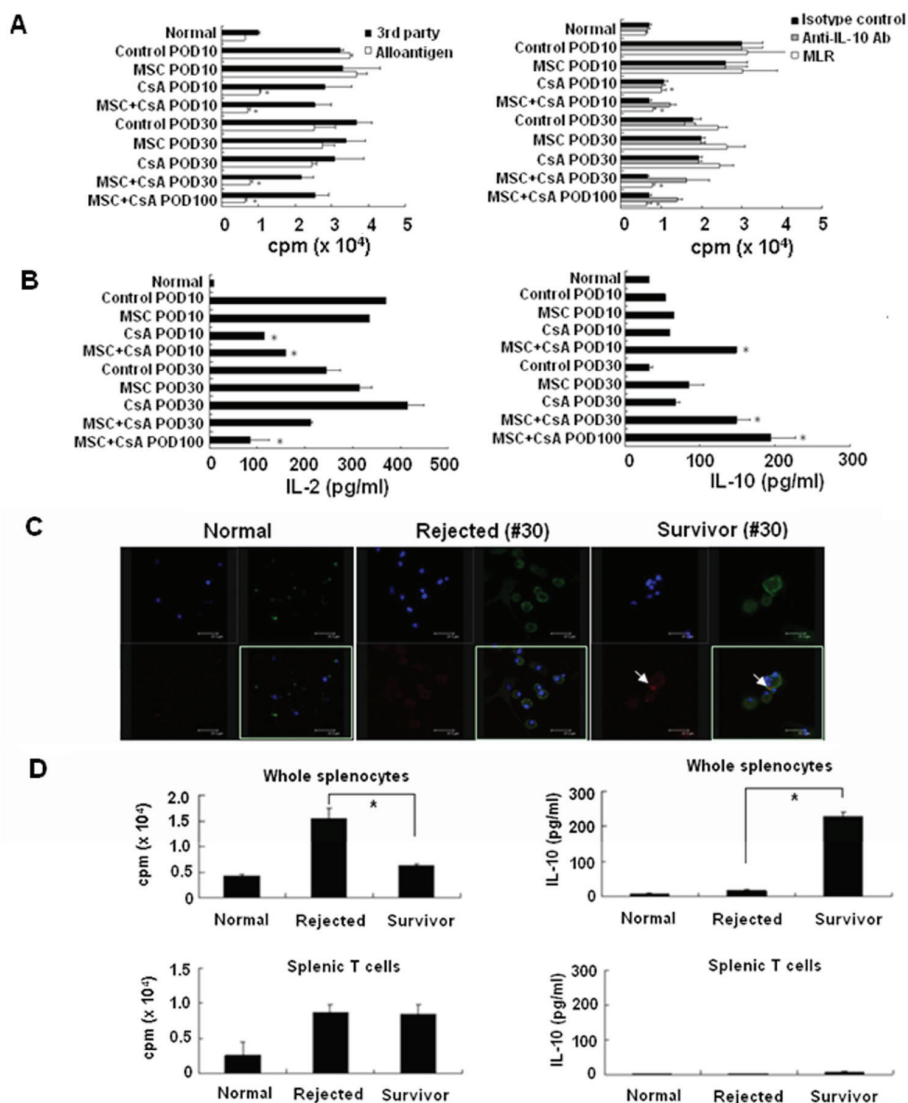 A
Normal
Control POD10
MSC POD10
CsA POD10
MSC+CsA POD10
Control POD30
MSC POD30
CsA POD30
MSC+CsA POD30
MSC+CsA POD100
3rd party
Alloantigen
*
*
*
*
0 1 2 3 4 5
cpm (x 10⁴)
Normal
Control POD10
MSC POD10
CsA POD10
MSC+CsA POD10
Control POD30
MSC POD30
CsA POD30
MSC+CsA POD30
MSC+CsA POD100
Isotype control
Anti-IL-10 Ab
MLR
*
*
*
*
0 1 2 3 4 5
cpm (x 10⁴)
B
Normal
Control POD10
MSC POD10
CsA POD10 *
MSC+CsA POD10 *
Control POD30
MSC POD30
CsA POD30
MSC+CsA POD30
MSC+CsA POD100 *
0 100 200 300 400 500
IL-2 (pg/ml)
Normal
Control POD10
MSC POD10
CsA POD10
MSC+CsA POD10 *
Control POD30
MSC POD30
CsA POD30
MSC+CsA POD30 *
MSC+CsA POD100 *
0 100 200 300
IL-10 (pg/ml)
C
Normal Rejected (#30) Survivor (#30)
D
Whole splenocytes
cpm (x 10⁴)
2.0
1.5
1.0
0.5
0
*
Normal Rejected Survivor
Whole splenocytes
IL-10 (pg/ml)
300
200
100
0
*
Normal Rejected Survivor
Splenic T cells
cpm (x 10⁴)
1.5
1.0
0.5
0
Normal Rejected Survivor
Splenic T cells
IL-10 (pg/ml)
300
200
100
0
Normal Rejected Survivor